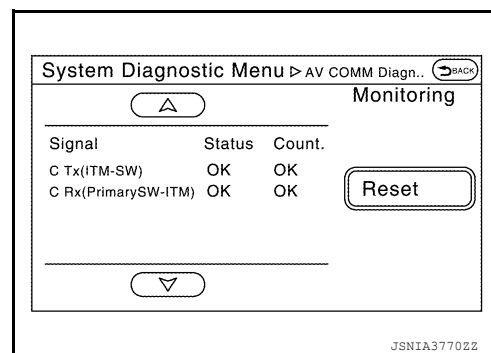 System Diagnostic Menu ▷ AV COMM Diagn.. BACK
Monitoring
Signal Status Count.
C Tx(ITM-SW) OK OK
C Rx(PrimarySW-ITM) OK OK
Reset
JSNIA3770ZZ